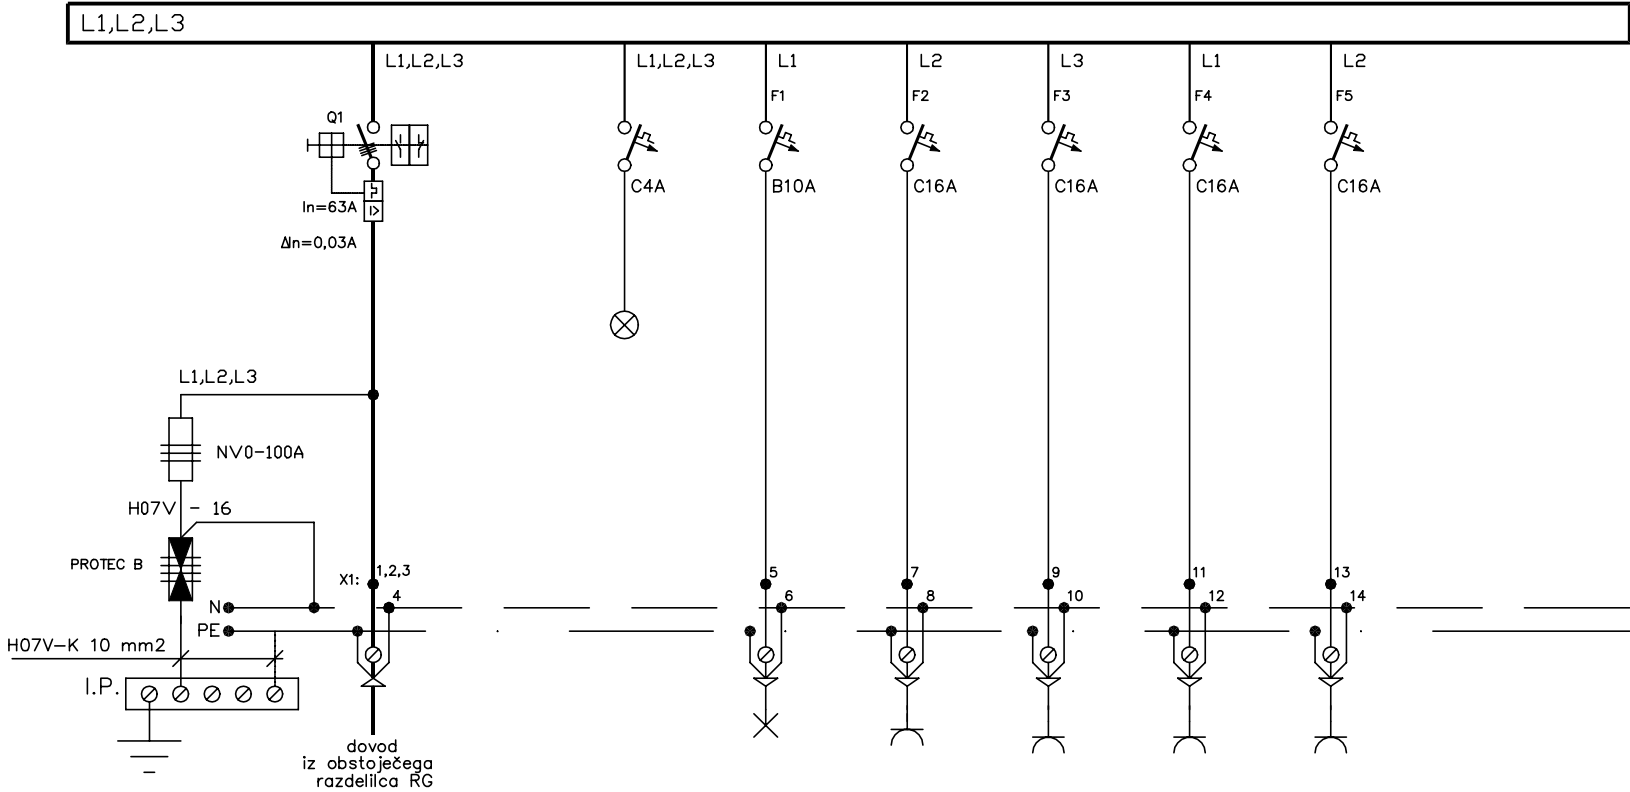 L1,L2,L3
L1,L2,L3
L1,L2,L3
L1
L2
L3
L1
L2
F1
F2
F3
F4
F5
Q1
C4A
B10A
C16A
C16A
C16A
C16A
In=63A
ΔIn=0,03A
L1,L2,L3
NV0-100A
H07V - 16
PROTEC B
X1:
1,2,3
5
7
9
11
13
N
4
6
8
10
12
14
PE
H07V-K 10 mm2
I.P.
dovod
iz obstoječega
razdelilca RG